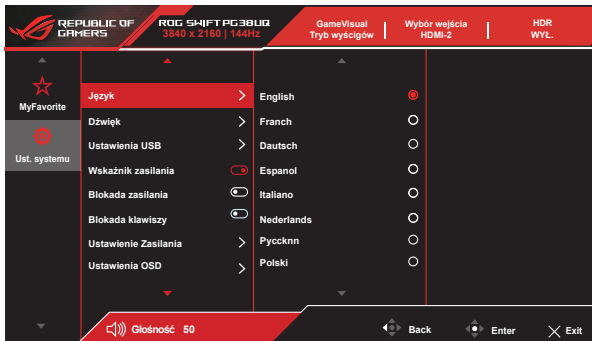 REPUBLIC OF
GAMERS
ROG SWIFT PG38UQ
3840 x 2160 | 144Hz
GameVisual
Tryb wyścigów
Wybór wejścia
HDMI-2
HDR
WYŁ.
MyFavorite
Ust. systemu
Język
Dźwięk
Ustawienia USB
Wskaźnik zasilania
Blokada zasilania
Blokada klawiszy
Ustawienie Zasilania
Ustawienia OSD
English
Franch
Dautsch
Espanol
Italiano
Nederlands
Pyccknn
Polski
Głośność 50
Back
Enter
Exit